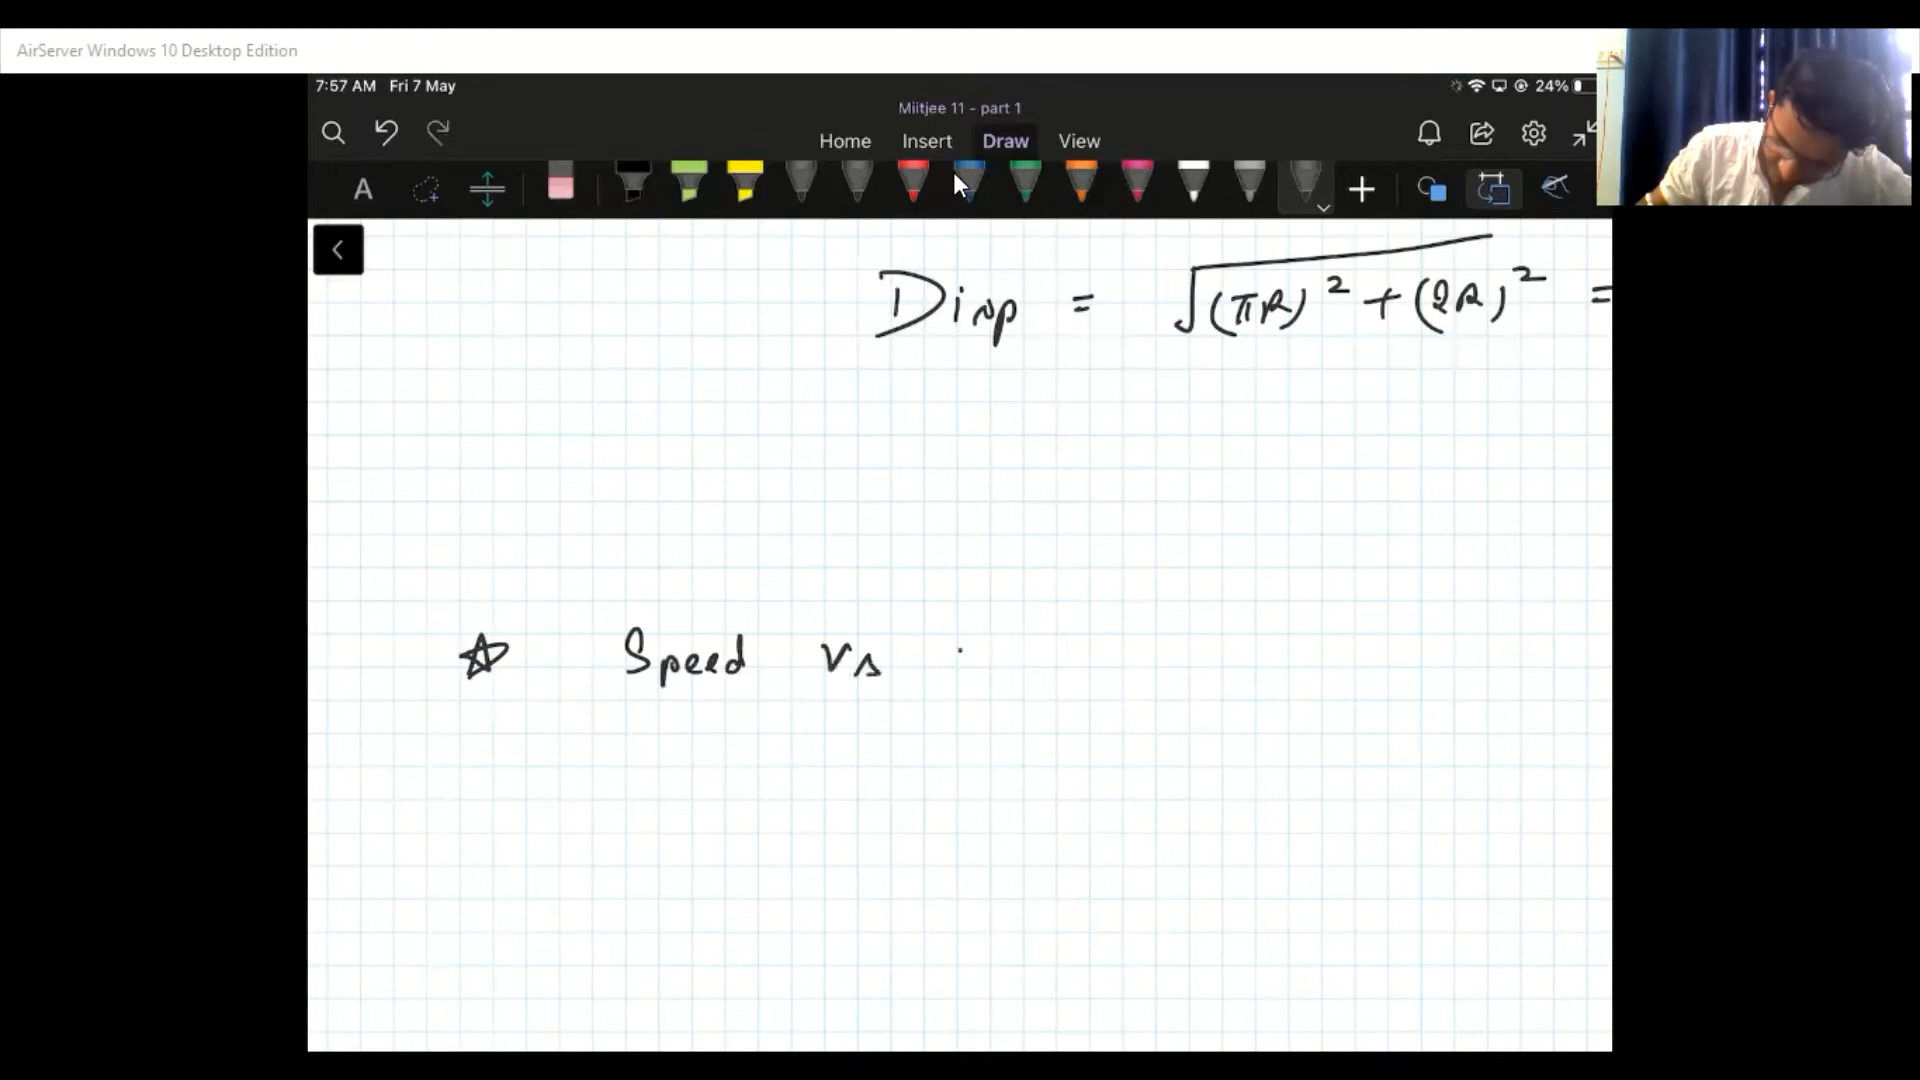 AirServer Windows 10 Desktop Edition
7:57 AM Fri 7 May
24%
Miitjee 11 - part 1
Home Insert Draw View
A
Disp = √(πR)² + (2R)² =
☆ Speed Vs